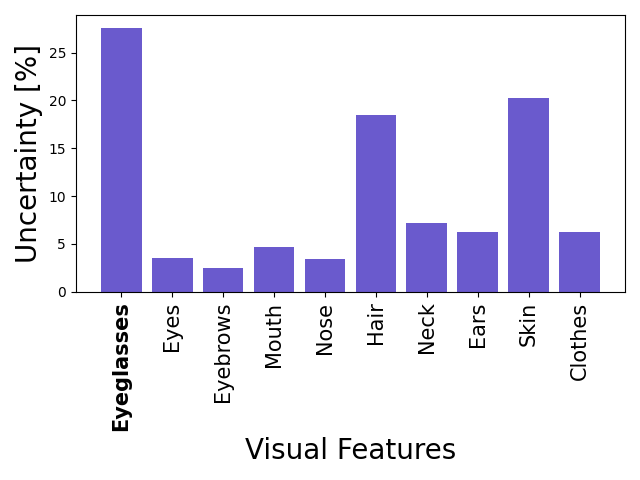 Uncertainty [%]
25
20
15
10
5
0
Eyeglasses
Eyes
Eyebrows
Mouth
Nose
Hair
Neck
Ears
Skin
Clothes
Visual Features